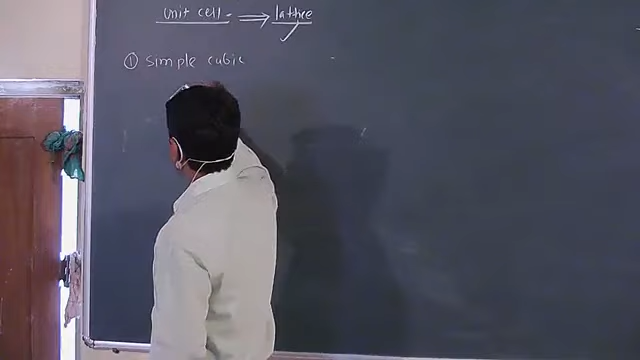 unit cell. ⟹ lattice
① simple cubic